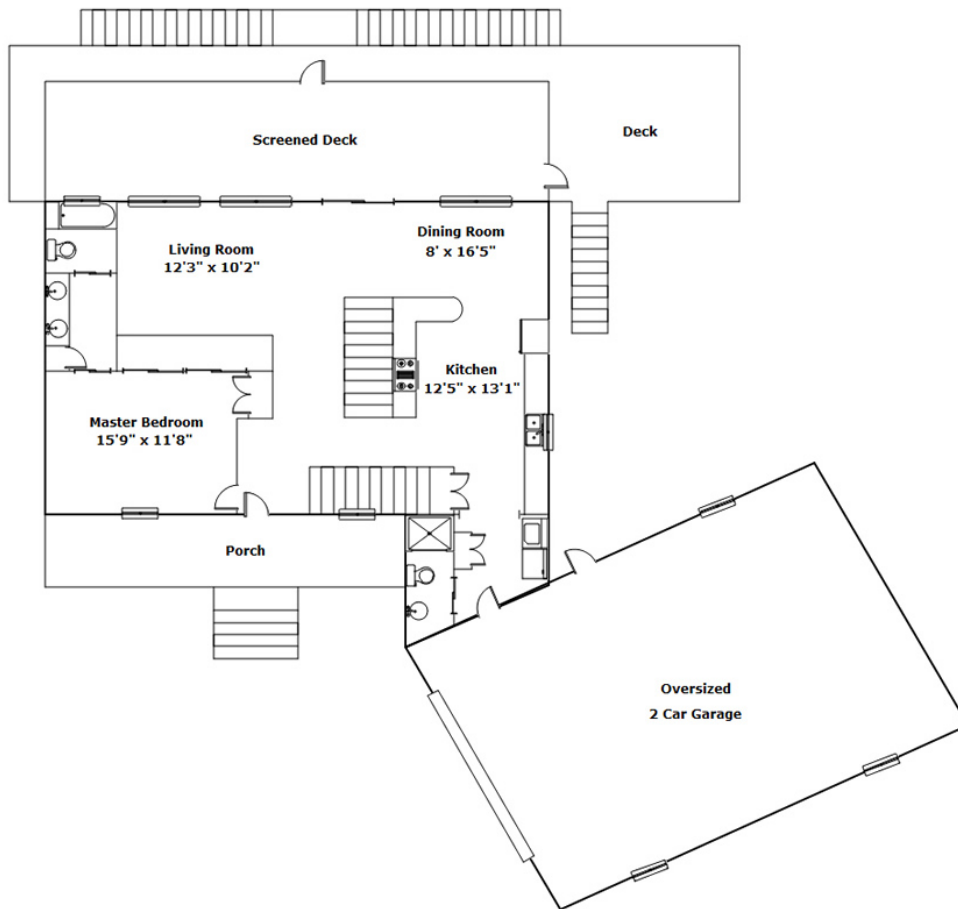 Screened Deck
Deck
Living Room
12'3" x 10'2"
Dining Room
8' x 16'5"
Kitchen
12'5" x 13'1"
Master Bedroom
15'9" x 11'8"
Porch
Oversized
2 Car Garage